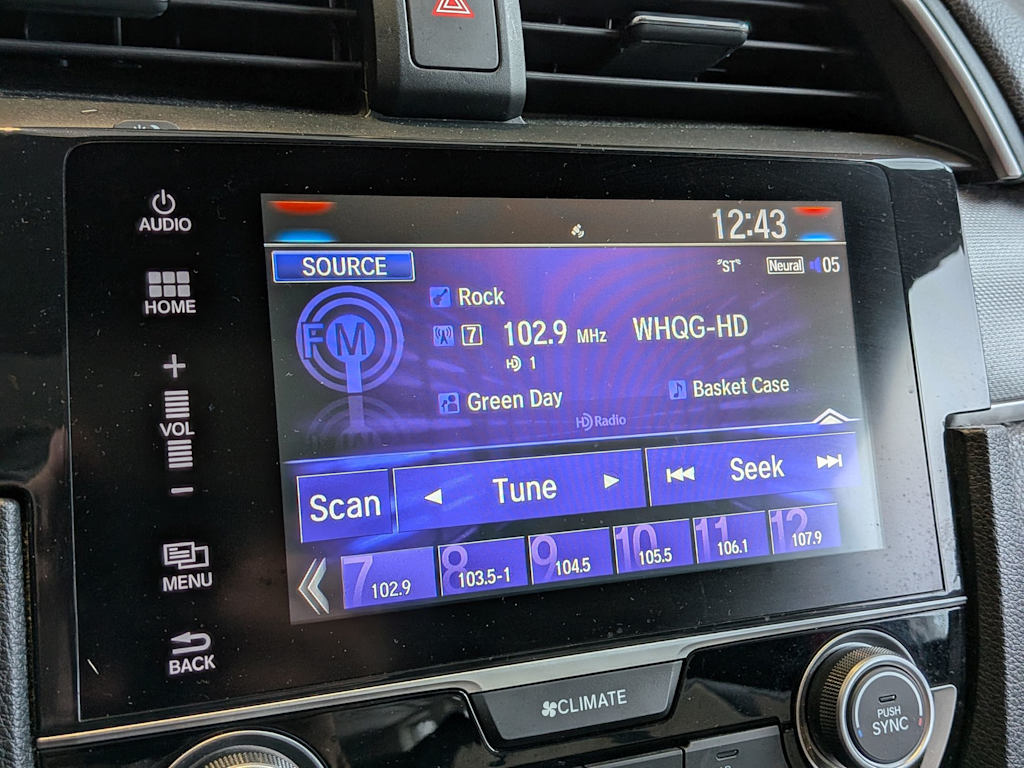 AUDIO
HOME
VOL
MENU
BACK
12:43
SOURCE
"ST"
Neural
05
FM
Rock
7
102.9 MHz
WHQG-HD
HD 1
Green Day
Basket Case
HD Radio
Scan
Tune
Seek
7 102.9
8 103.5-1
9 104.5
10 105.5
11 106.1
12 107.9
CLIMATE
PUSH
SYNC